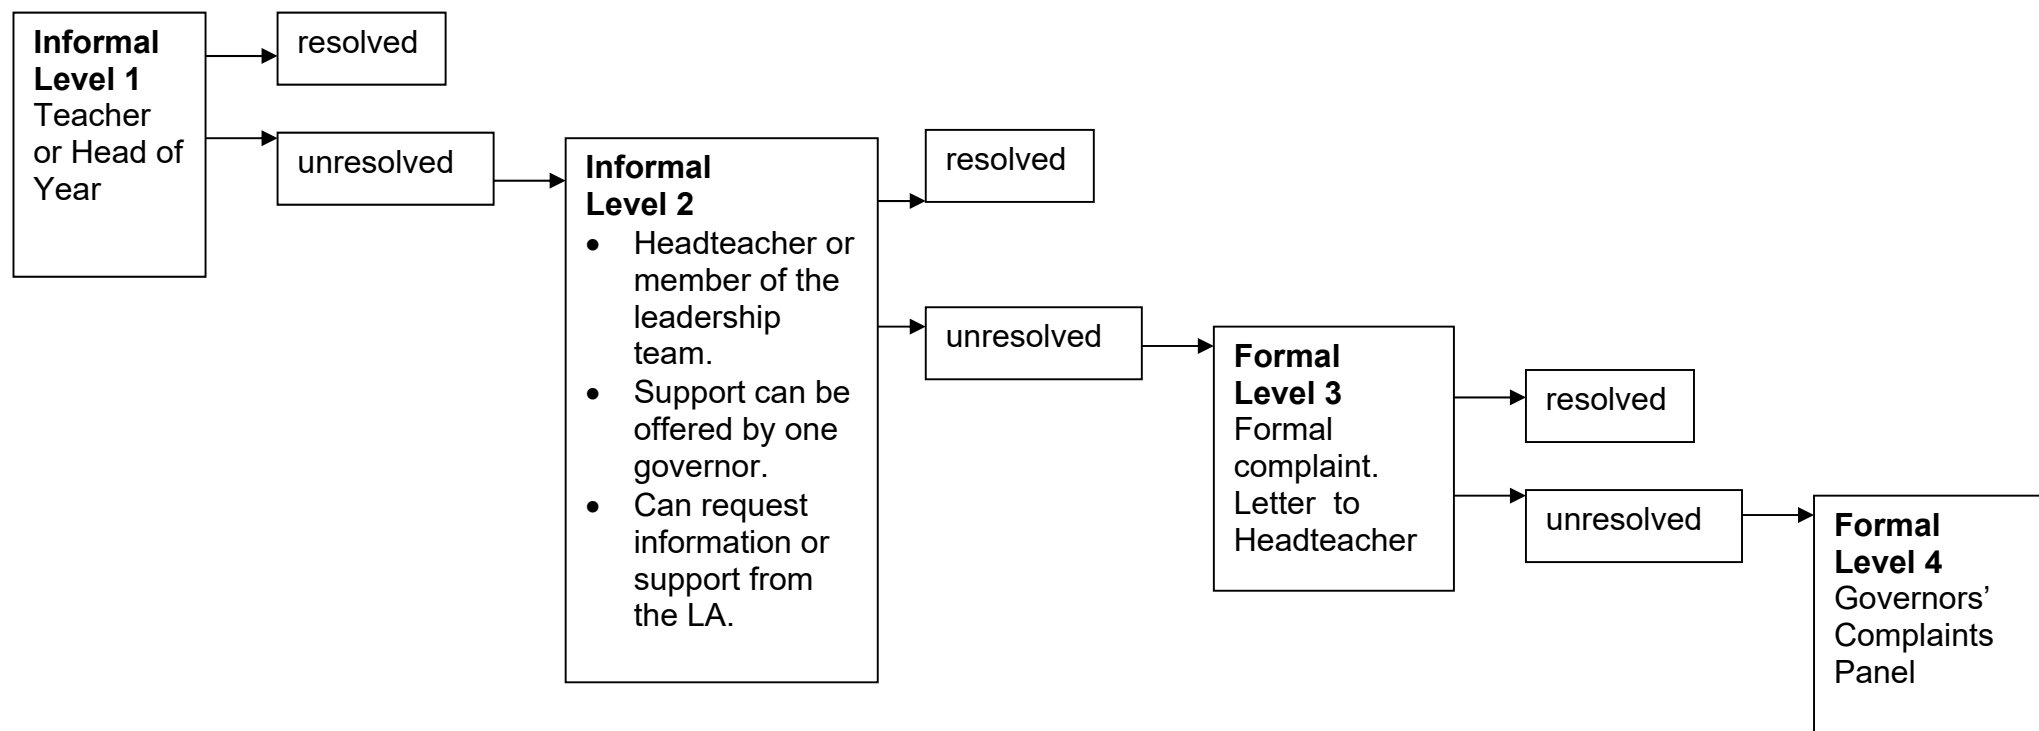 Informal
Level 1
Teacher
or Head of
Year
resolved
unresolved
Informal
Level 2
• Headteacher or
member of the
leadership
team.
• Support can be
offered by one
governor.
• Can request
information or
support from
the LA.
resolved
unresolved
Formal
Level 3
Formal
complaint.
Letter to
Headteacher
resolved
unresolved
Formal
Level 4
Governors’
Complaints
Panel